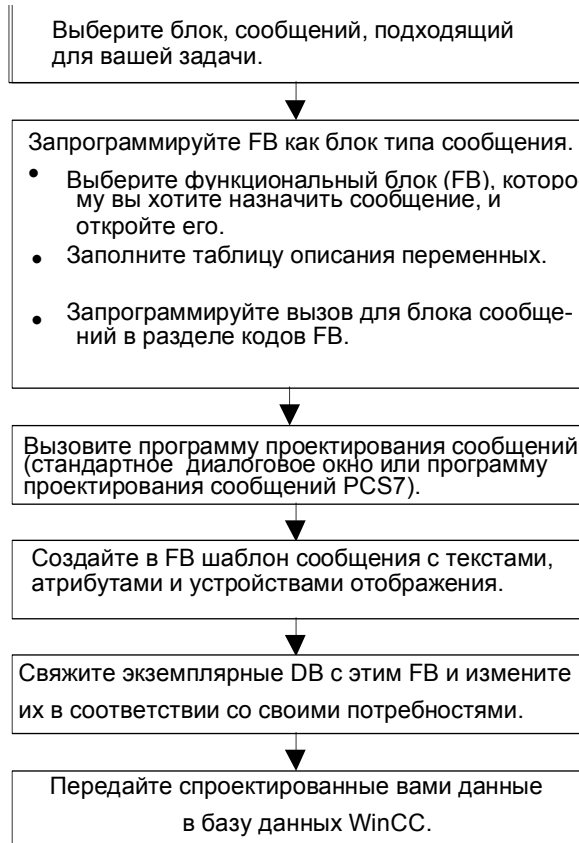 Выберите блок, сообщений, подходящий
для вашей задачи.
Запрограммируйте FB как блок типа сообщения.
• Выберите функциональный блок (FB), которо-
му вы хотите назначить сообщение, и
откройте его.
• Заполните таблицу описания переменных.
• Запрограммируйте вызов для блока сообще-
ний в разделе кодов FB.
Вызовите программу проектирования сообщений
(стандартное диалоговое окно или программу
проектирования сообщений PCS7).
Создайте в FB шаблон сообщения с текстами,
атрибутами и устройствами отображения.
Свяжите экземплярные DB с этим FB и измените
их в соответствии со своими потребностями.
Передайте спроектированные вами данные
в базу данных WinCC.